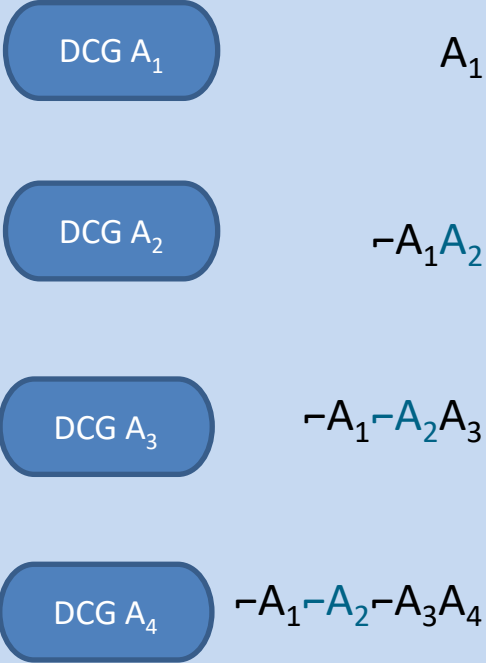 DCG A₁ A₁
DCG A₂ ⌐A₁A₂
DCG A₃ ⌐A₁⌐A₂A₃
DCG A₄ ⌐A₁⌐A₂⌐A₃A₄